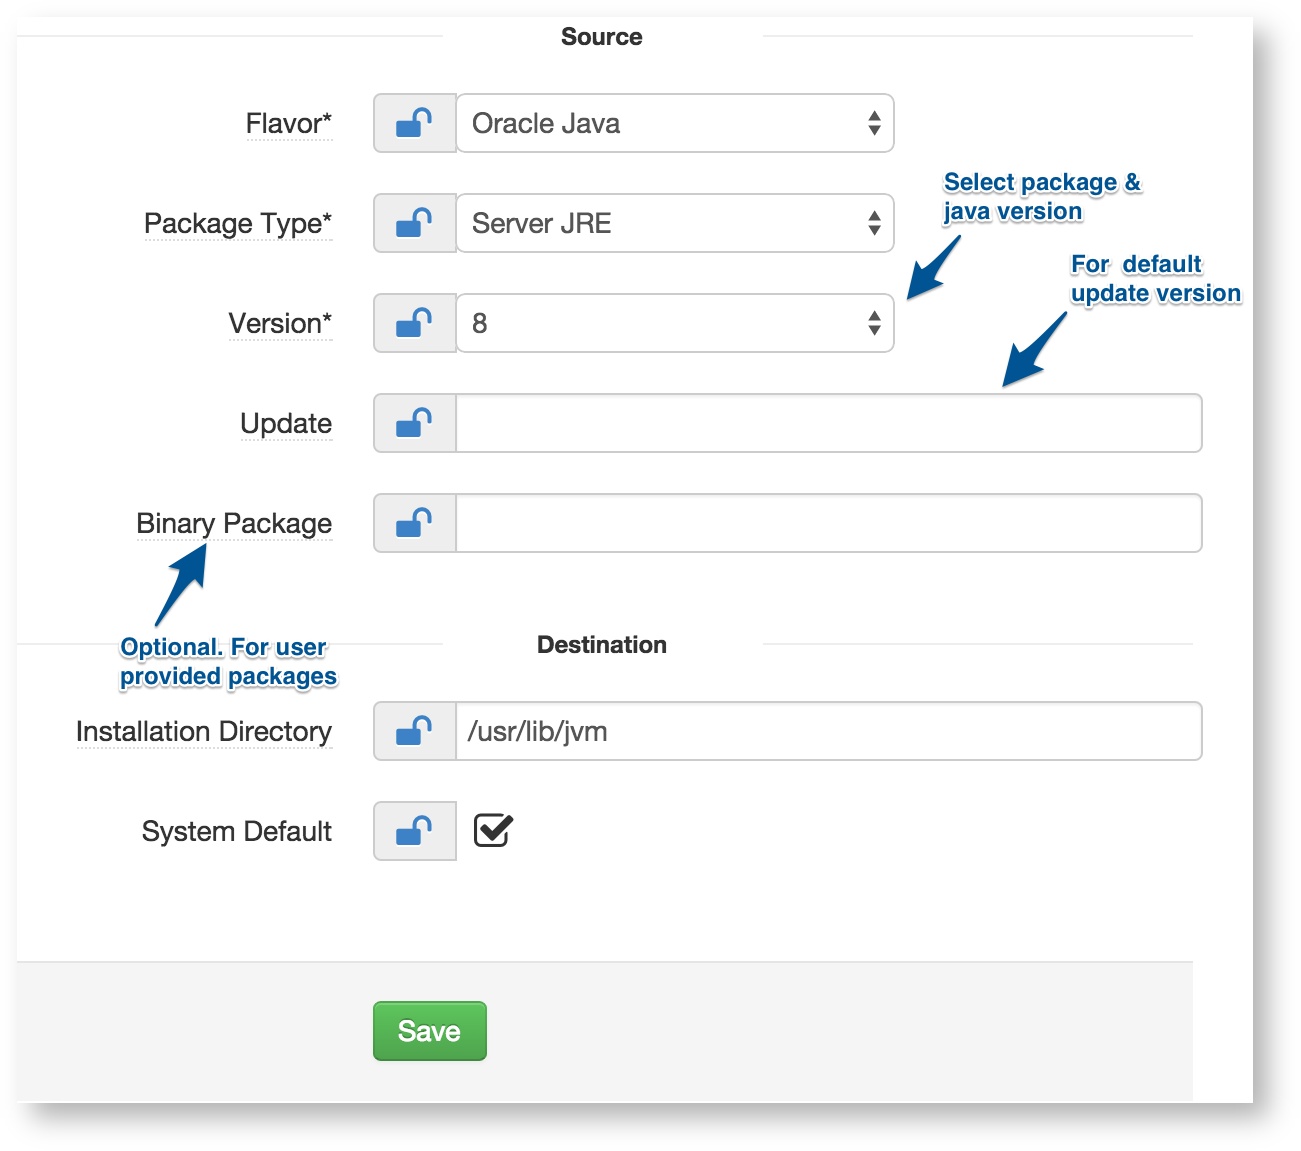 Source
Flavor*
Oracle Java
Package Type*
Server JRE
Select package &
java version
For default
update version
Version*
8
Update
Binary Package
Optional. For user
provided packages
Destination
Installation Directory
/usr/lib/jvm
System Default
Save